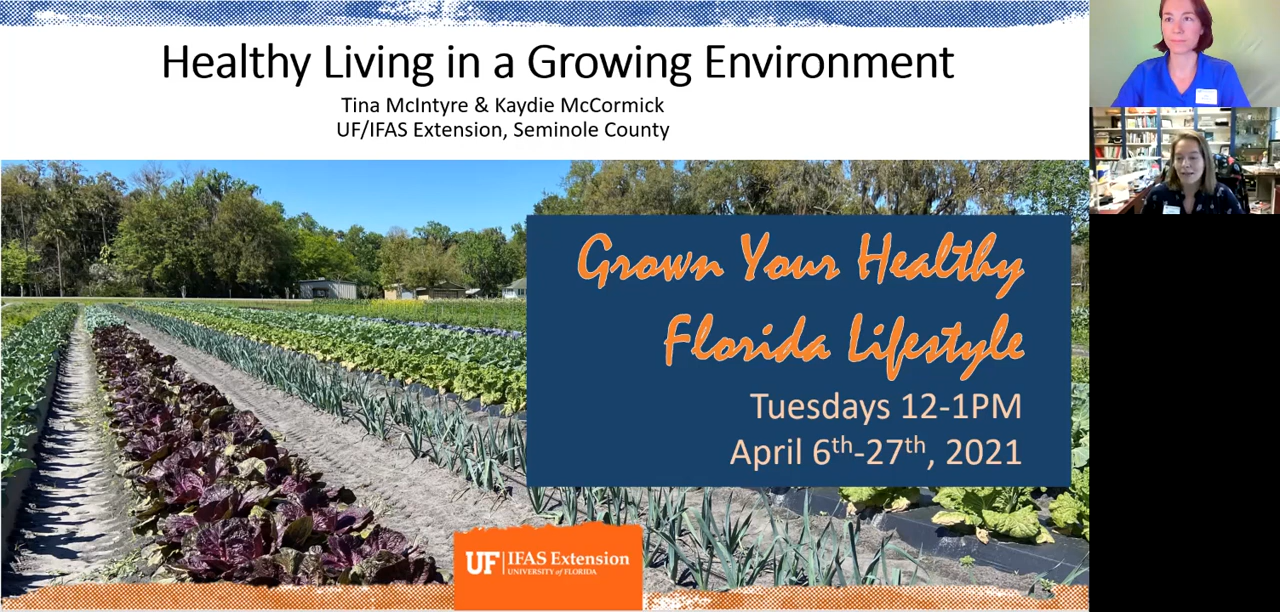 Healthy Living in a Growing Environment
Tina McIntyre & Kaydie McCormick
UF/IFAS Extension, Seminole County
Grown Your Healthy
Florida Lifestyle
Tuesdays 12-1PM
April 6th-27th, 2021
UF | IFAS Extension
UNIVERSITY of FLORIDA